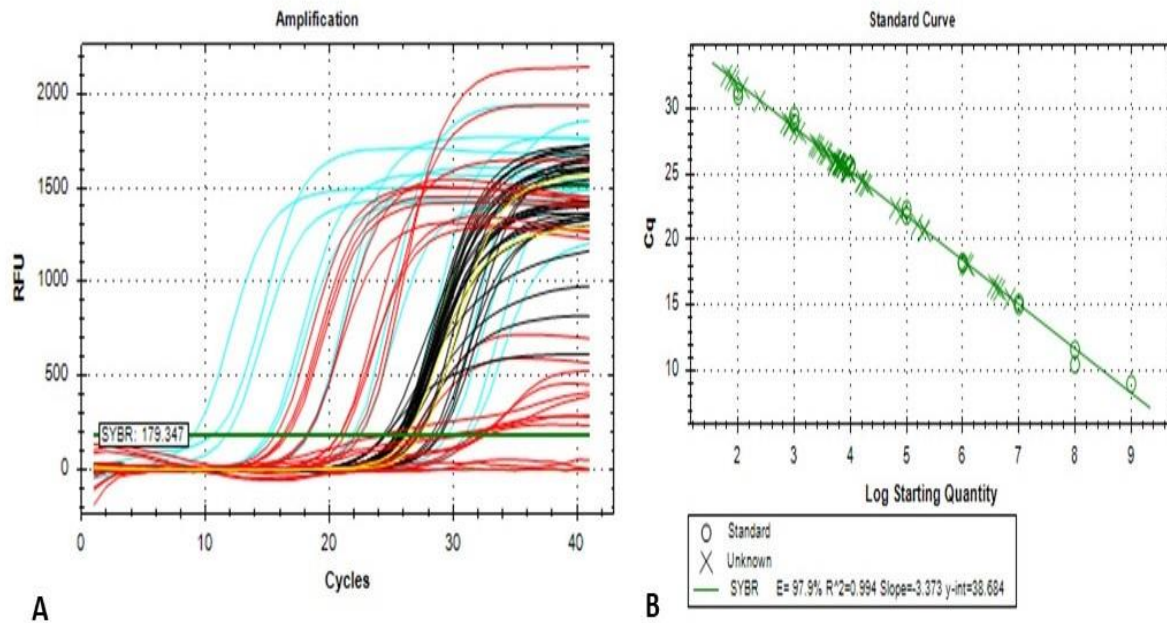 Amplification
RFU
2000
1500
1000
500
0
SYBR: 179.347
0 10 20 30 40
Cycles
A
Standard Curve
Cq
30
25
20
15
10
2 3 4 5 6 7 8 9
Log Starting Quantity
Standard
Unknown
SYBR E= 97.9% R^2=0.994 Slope=-3.373 y-int=38.684
B